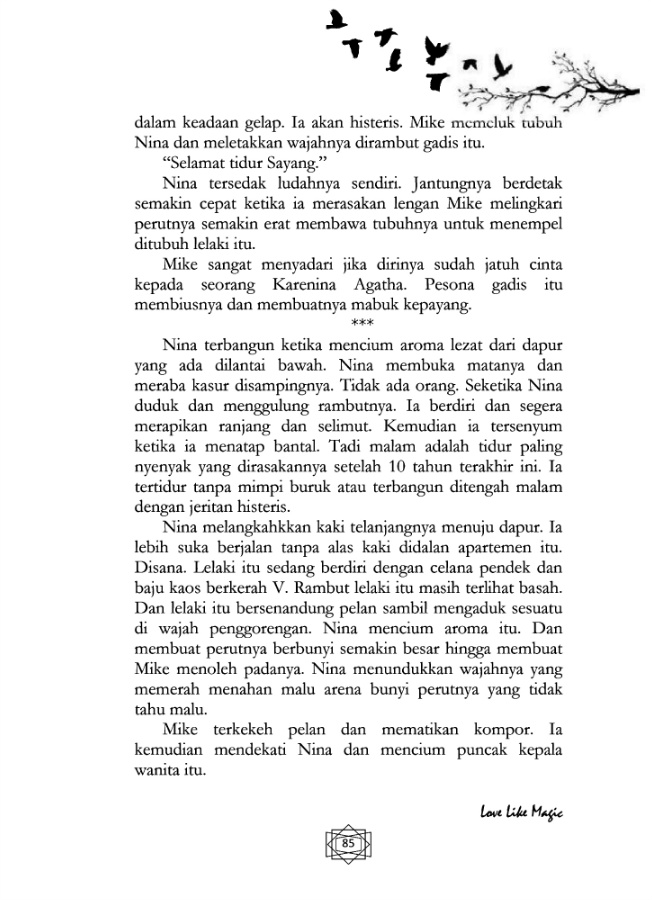 dalam keadaan gelap. Ia akan histeris. Mike memeluk tubuh
Nina dan meletakkan wajahnya dirambut gadis itu.
“Selamat tidur Sayang.”
Nina tersedak ludahnya sendiri. Jantungnya berdetak
semakin cepat ketika ia merasakan lengan Mike melingkari
perutnya semakin erat membawa tubuhnya untuk menempel
ditubuh lelaki itu.
Mike sangat menyadari jika dirinya sudah jatuh cinta
kepada seorang Karenina Agatha. Pesona gadis itu
membiusnya dan membuatnya mabuk kepayang.
***
Nina terbangun ketika mencium aroma lezat dari dapur
yang ada dilantai bawah. Nina membuka matanya dan
meraba kasur disampingnya. Tidak ada orang. Seketika Nina
duduk dan menggulung rambutnya. Ia berdiri dan segera
merapikan ranjang dan selimut. Kemudian ia tersenyum
ketika ia menatap bantal. Tadi malam adalah tidur paling
nyenyak yang dirasakannya setelah 10 tahun terakhir ini. Ia
tertidur tanpa mimpi buruk atau terbangun ditengah malam
dengan jeritan histeris.
Nina melangkahkkan kaki telanjangnya menuju dapur. Ia
lebih suka berjalan tanpa alas kaki didalan apartemen itu.
Disana. Lelaki itu sedang berdiri dengan celana pendek dan
baju kaos berkerah V. Rambut lelaki itu masih terlihat basah.
Dan lelaki itu bersenandung pelan sambil mengaduk sesuatu
di wajah penggorengan. Nina mencium aroma itu. Dan
membuat perutnya berbunyi semakin besar hingga membuat
Mike menoleh padanya. Nina menundukkan wajahnya yang
memerah menahan malu arena bunyi perutnya yang tidak
tahu malu.
Mike terkekeh pelan dan mematikan kompor. Ia
kemudian mendekati Nina dan mencium puncak kepala
wanita itu.
Love Like Magic
85